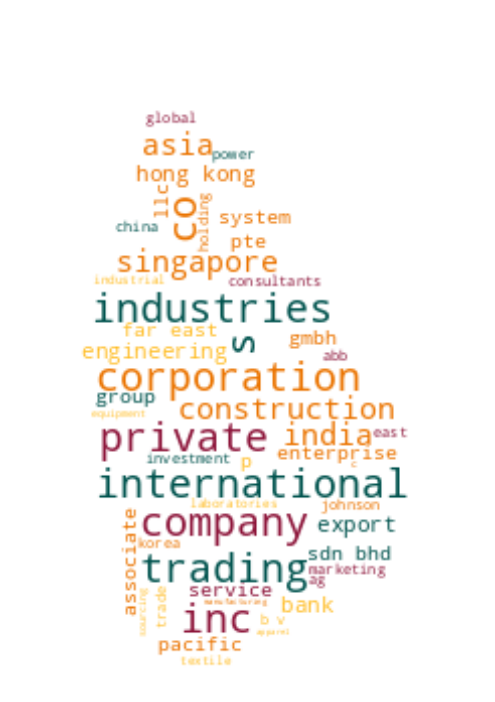 global
asia
power
hong kong
llc
co
holding
system
china
pte
singapore
industrial
consultants
industries
far east
s
gmbh
engineering
abb
corporation
group
construction
equipment
private
india
east
enterprise
investment
p
c
international
laboratories
johnson
company
export
associate
korea
sdn bhd
trading
marketing
ag
service
sourcing
trade
manufacturing
bank
inc
b v
apparel
pacific
textile